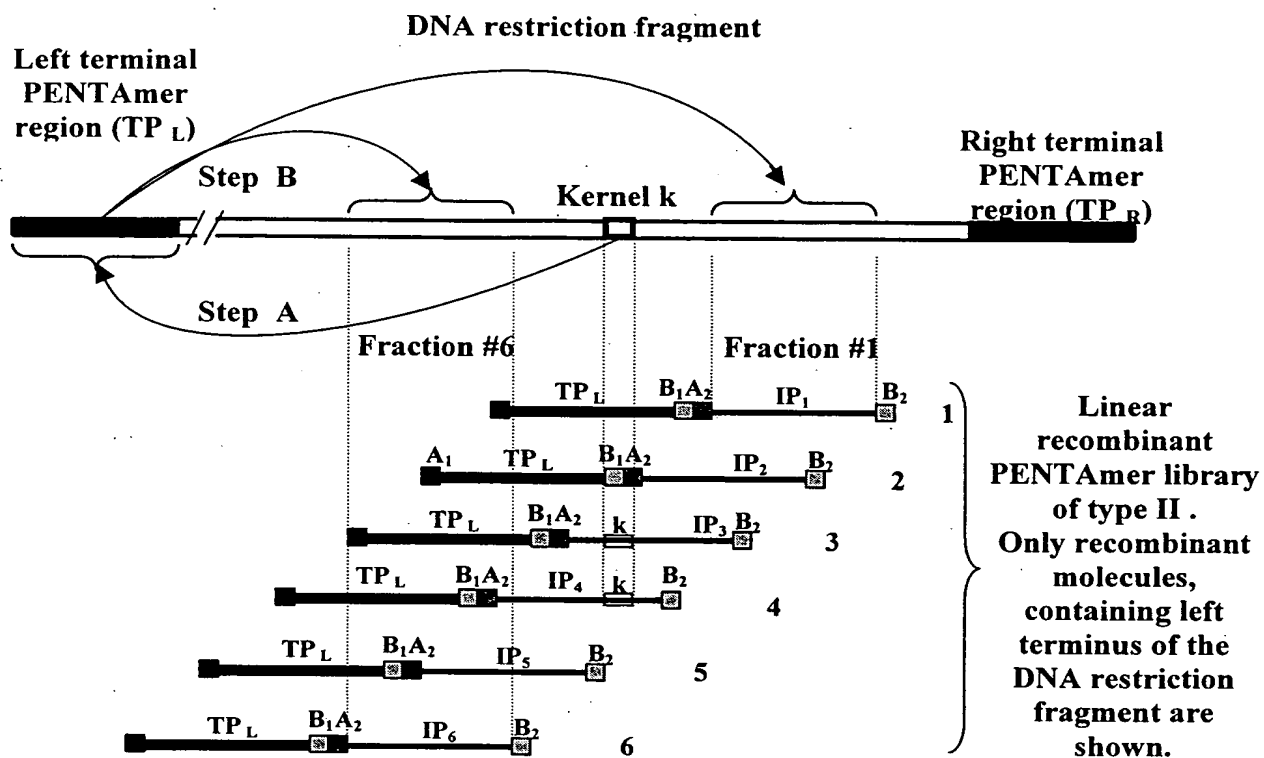 DNA restriction fragment
Left terminal
PENTAmer
region (TP L)
Right terminal
PENTAmer
region (TP R)
Step B
Kernel k
Step A
Fraction #6
Fraction #1
TP L B1A2 IP1 B2 1
A1 TP L B1A2 IP2 B2 2
TP L B1A2 k IP3 B2 3
TP L B1A2 IP4 k B2 4
TP L B1A2 IP5 B2 5
TP L B1A2 IP6 B2 6
Linear
recombinant
PENTAmer library
of type II .
Only recombinant
molecules,
containing left
terminus of the
DNA restriction
fragment are
shown.